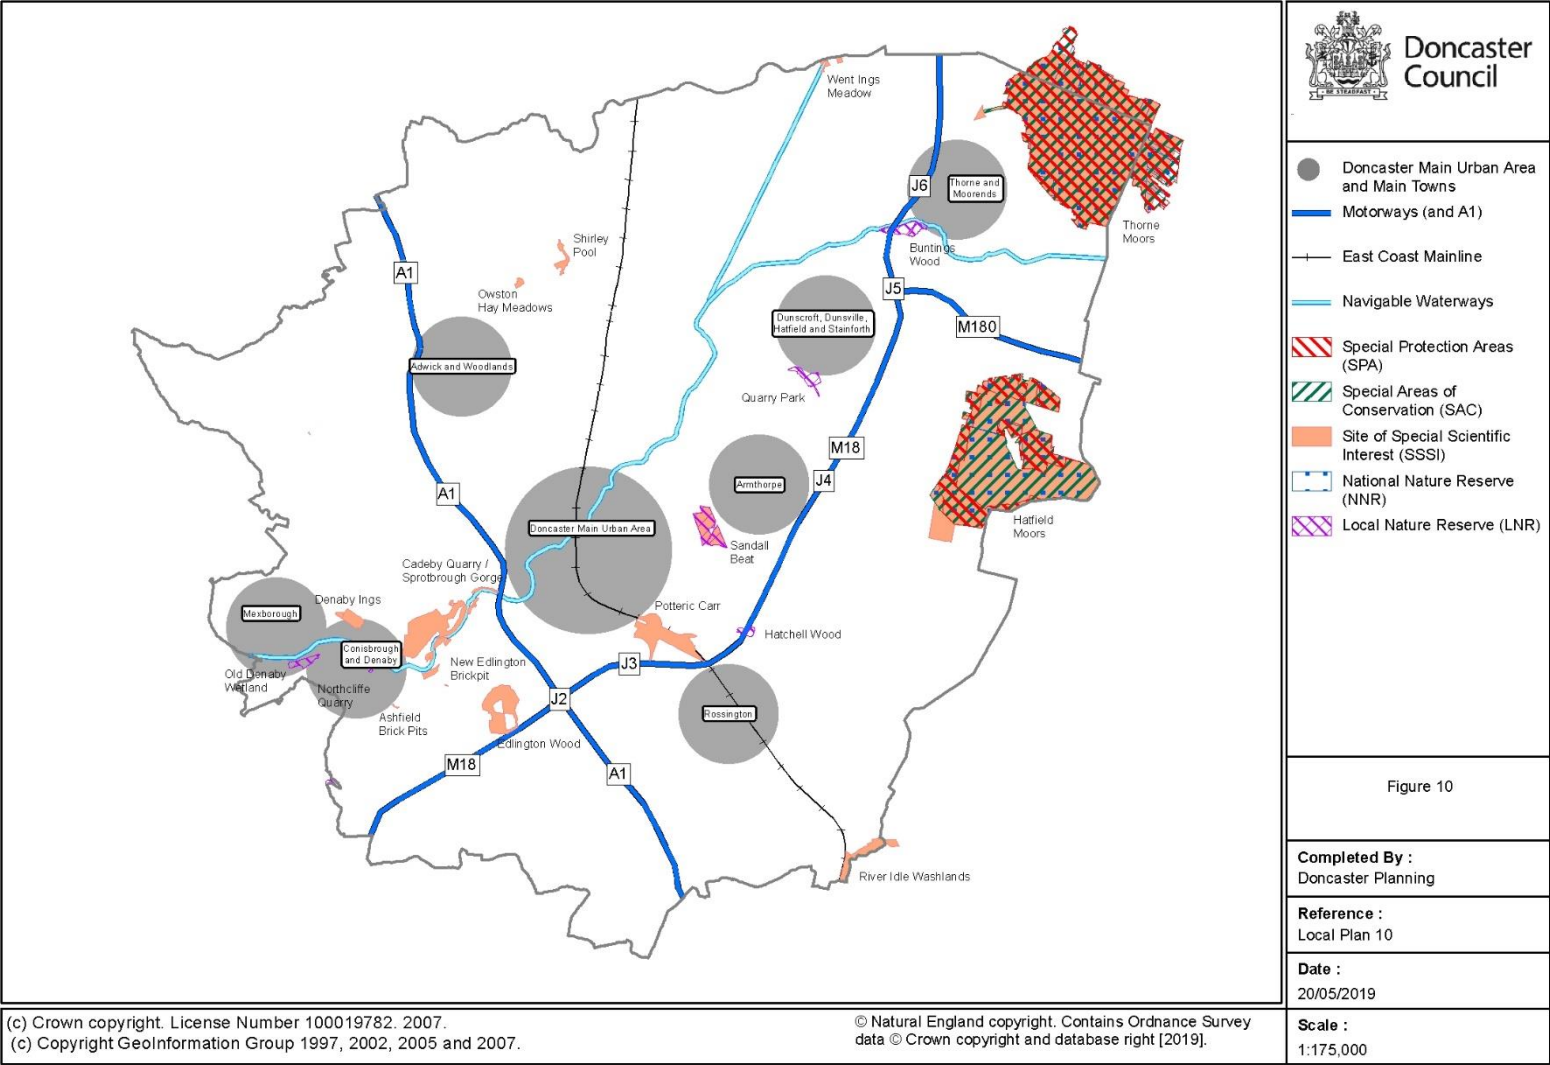 Went Ings
Meadow
J6
Thorne and
Moorends
Thorne
Moors
Buntings
Wood
Shirley
Pool
A1
Owston
Hay Meadows
J5
Dunscroft, Dunsville,
Hatfield and Stainforth
M180
Adwick and Woodlands
Quarry Park
M18
J4
Armthorpe
A1
Doncaster Main Urban Area
Hatfield
Moors
Sandall
Beat
Cadeby Quarry /
Sprotbrough Gorge
Denaby Ings
Mexborough
Potteric Carr
Hatchell Wood
Conisbrough
and Denaby
New Edlington
Brickpit
J3
Old Denaby
Wetland
Northcliffe
Quarry
J2
Ashfield
Brick Pits
Rossington
Edlington Wood
M18
A1
River Idle Washlands
BE STEADFAST
Doncaster
Council
Doncaster Main Urban Area
and Main Towns
Motorways (and A1)
East Coast Mainline
Navigable Waterways
Special Protection Areas
(SPA)
Special Areas of
Conservation (SAC)
Site of Special Scientific
Interest (SSSI)
National Nature Reserve
(NNR)
Local Nature Reserve (LNR)
Figure 10
Completed By :
Doncaster Planning
Reference :
Local Plan 10
Date :
20/05/2019
Scale :
1:175,000
(c) Crown copyright. License Number 100019782. 2007.
(c) Copyright GeoInformation Group 1997, 2002, 2005 and 2007.
© Natural England copyright. Contains Ordnance Survey
data © Crown copyright and database right [2019].